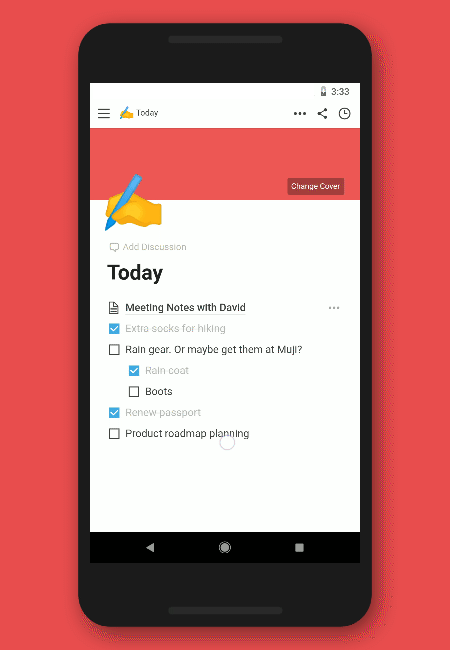 3:33
Today
Change Cover
Add Discussion
Today
Meeting Notes with David
Extra socks for hiking
Rain gear. Or maybe get them at Muji?
Rain coat
Boots
Renew passport
Product roadmap planning